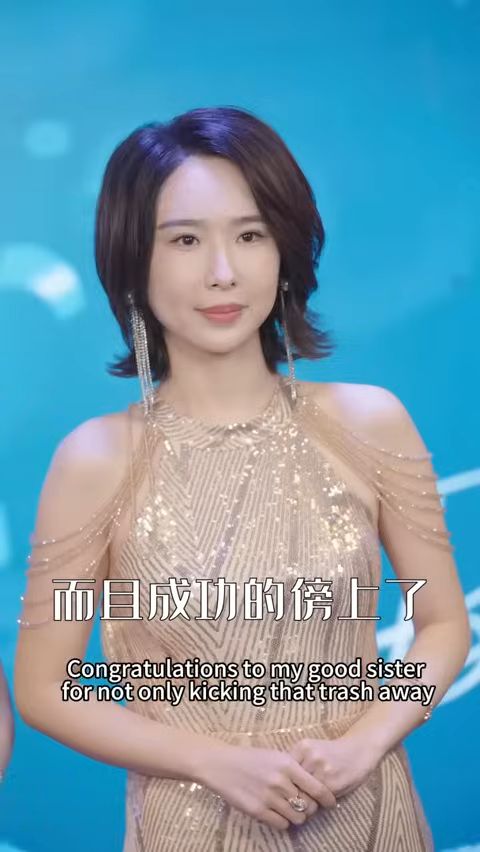 而且成功的傍上了
Congratulations to my good sister
for not only kicking that trash away